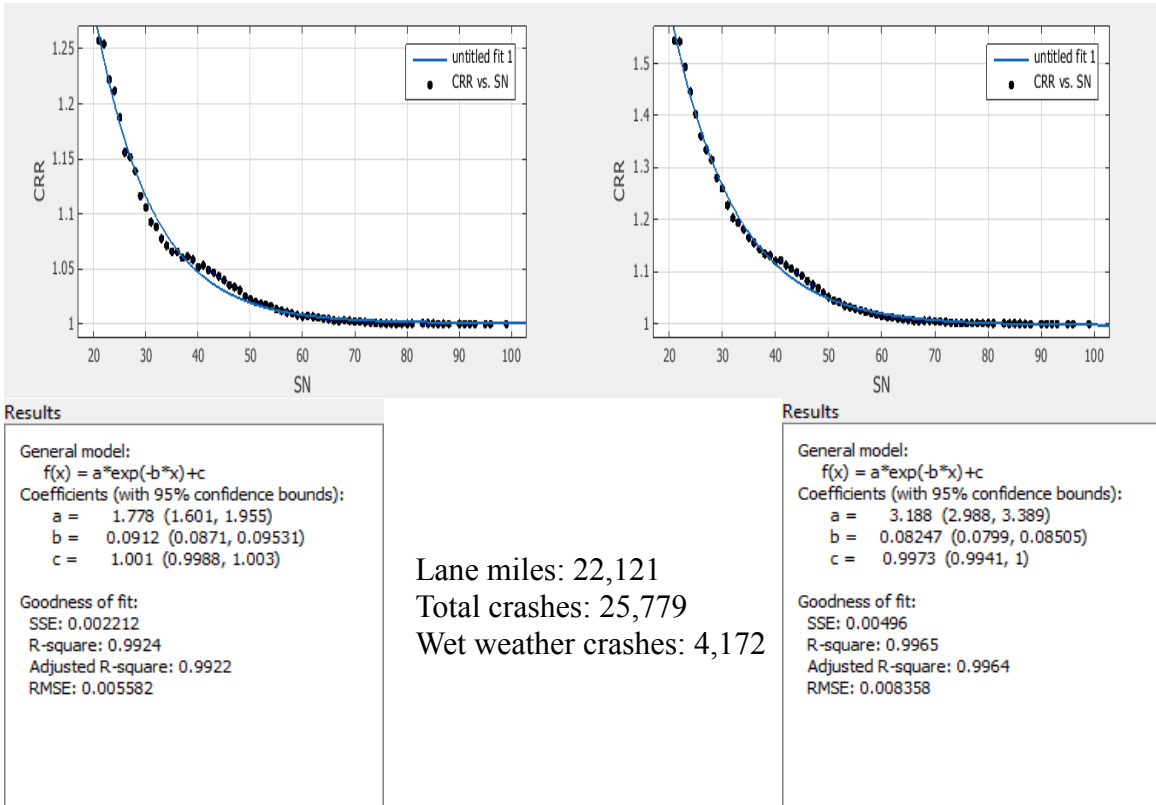 untitled fit 1
CRR vs. SN
1.25
1.2
1.15
1.1
1.05
1
CRR
20 30 40 50 60 70 80 90 100
SN
untitled fit 1
CRR vs. SN
1.5
1.4
1.3
1.2
1.1
1
CRR
20 30 40 50 60 70 80 90 100
SN
Results
General model:
f(x) = a*exp(-b*x)+c
Coefficients (with 95% confidence bounds):
a = 1.778 (1.601, 1.955)
b = 0.0912 (0.0871, 0.09531)
c = 1.001 (0.9988, 1.003)
Goodness of fit:
SSE: 0.002212
R-square: 0.9924
Adjusted R-square: 0.9922
RMSE: 0.005582
Lane miles: 22,121
Total crashes: 25,779
Wet weather crashes: 4,172
Results
General model:
f(x) = a*exp(-b*x)+c
Coefficients (with 95% confidence bounds):
a = 3.188 (2.988, 3.389)
b = 0.08247 (0.0799, 0.08505)
c = 0.9973 (0.9941, 1)
Goodness of fit:
SSE: 0.00496
R-square: 0.9965
Adjusted R-square: 0.9964
RMSE: 0.008358